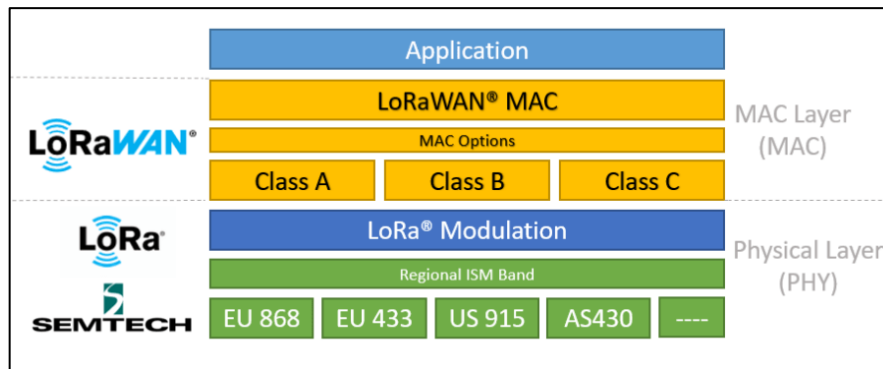 Application
LoRaWAN®
LoRaWAN® MAC
MAC Options
Class A Class B Class C
MAC Layer
(MAC)
LoRa®
LoRa® Modulation
SEMTECH
Regional ISM Band
EU 868 EU 433 US 915 AS430 ----
Physical Layer
(PHY)